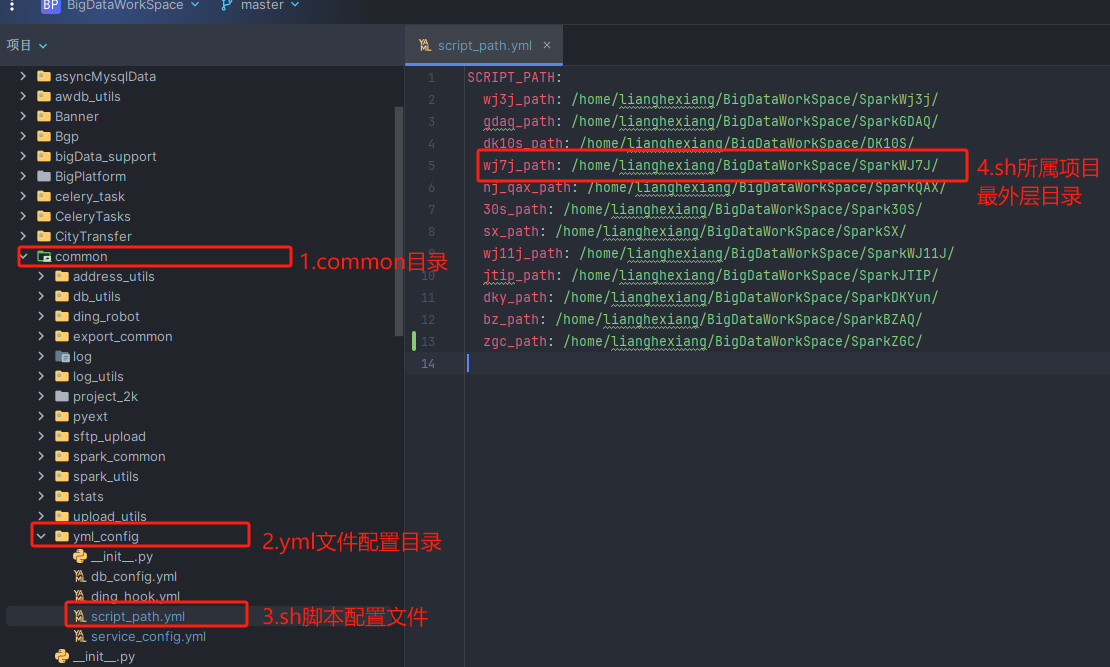 BP BigDataWorkSpace master
项目
script_path.yml ×
asyncMysqlData
awdb_utils
Banner
Bgp
bigData_support
BigPlatform
celery_task
CeleryTasks
CityTransfer
common
address_utils
db_utils
ding_robot
export_common
log
log_utils
project_2k
pyext
sftp_upload
spark_common
spark_utils
stats
upload_utils
yml_config
__init__.py
db_config.yml
ding_hook.yml
script_path.yml
service_config.yml
__init__.py
1.common目录
2.yml文件配置目录
3.sh脚本配置文件
1 SCRIPT_PATH:
2 wj3j_path: /home/lianghexiang/BigDataWorkSpace/SparkWj3j/
3 gdaq_path: /home/lianghexiang/BigDataWorkSpace/SparkGDAQ/
4 dk10s_path: /home/lianghexiang/BigDataWorkSpace/DK10S/
5 wj7j_path: /home/lianghexiang/BigDataWorkSpace/SparkWJ7J/
6 nj_qax_path: /home/lianghexiang/BigDataWorkSpace/SparkQAX/
7 30s_path: /home/lianghexiang/BigDataWorkSpace/Spark30S/
8 sx_path: /home/lianghexiang/BigDataWorkSpace/SparkSX/
9 wj11j_path: /home/lianghexiang/BigDataWorkSpace/SparkWJ11J/
10 jtip_path: /home/lianghexiang/BigDataWorkSpace/SparkJTIP/
11 dky_path: /home/lianghexiang/BigDataWorkSpace/SparkDKYun/
12 bz_path: /home/lianghexiang/BigDataWorkSpace/SparkBZAQ/
13 zgc_path: /home/lianghexiang/BigDataWorkSpace/SparkZGC/
14
4.sh所属项目
最外层目录